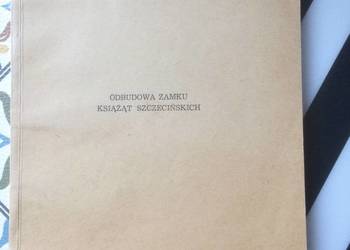 ODBUDOWA ZAMKU
KSIĄŻĄT SZCZECIŃSKICH